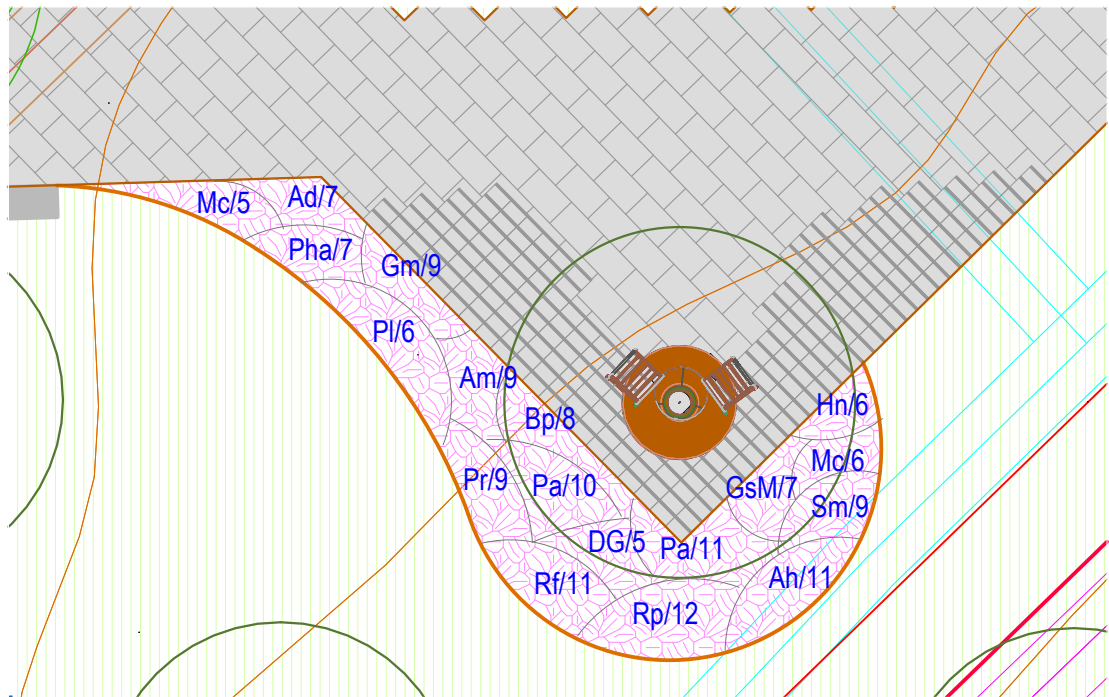 Mc/5
Ad/7
Pha/7
Gm/9
Pl/6
Am/9
Hn/6
Bp/8
Mc/6
Pr/9
Pa/10
GsM/7
Sm/9
DG/5
Pa/11
Rf/11
Ah/11
Rp/12